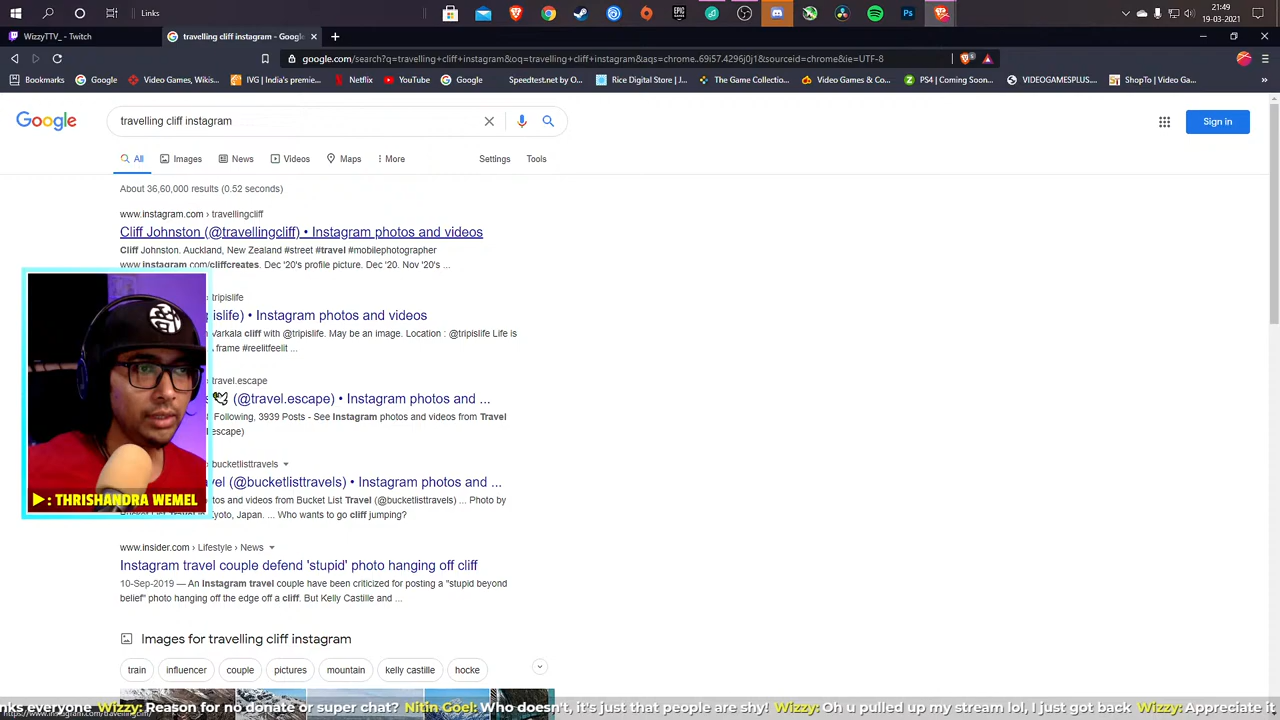 Links
21:49
19-03-2021
WizzyTTV_ - Twitch
travelling cliff instagram - Google
google.com/search?q=travelling+cliff+instagram&oq=travelling+cliff+instagram&aqs=chrome..69i57.4296j0j1&sourceid=chrome&ie=UTF-8
Bookmarks Google Video Games, Wikis... IVG | India's premie... Netflix YouTube Google Speedtest.net by O... Rice Digital Store | J... The Game Collection... Video Games & Co... PS4 | Coming Soon... VIDEOGAMESPLUS... ShopTo | Video Ga...
Google
travelling cliff instagram
Sign in
All Images News Videos Maps More Settings Tools
About 36,60,000 results (0.52 seconds)
www.instagram.com › travellingcliff
Cliff Johnston (@travellingcliff) • Instagram photos and videos
Cliff Johnston. Auckland, New Zealand #street #travel #mobilephotographer
www.instagram.com/cliffcreates. Dec '20's profile picture. Dec '20. Nov '20's ...
› tripislife
islife) • Instagram photos and videos
Varkala cliff with @tripislife. May be an image. Location : @tripislife Life is
frame #reelitfeelit ...
› travel.escape
(@travel.escape) • Instagram photos and ...
Following, 3939 Posts - See Instagram photos and videos from Travel
escape)
bucketlisttravels
vel (@bucketlisttravels) • Instagram photos and ...
tos and videos from Bucket List Travel (@bucketlisttravels) ... Photo by
Kyoto, Japan. ... Who wants to go cliff jumping?
: THRISHANDRA WEMEL
www.insider.com › Lifestyle › News
Instagram travel couple defend 'stupid' photo hanging off cliff
10-Sep-2019 — An Instagram travel couple have been criticized for posting a "stupid beyond
belief" photo hanging off the edge off a cliff. But Kelly Castille and ...
Images for travelling cliff instagram
train influencer couple pictures mountain kelly castille hocke
nks everyone Wizzy: Reason for no donate or super chat? Nitin Goel: Who doesn't, it's just that people are shy! Wizzy: Oh u pulled up my stream lol, I just got back Wizzy: Appreciate it